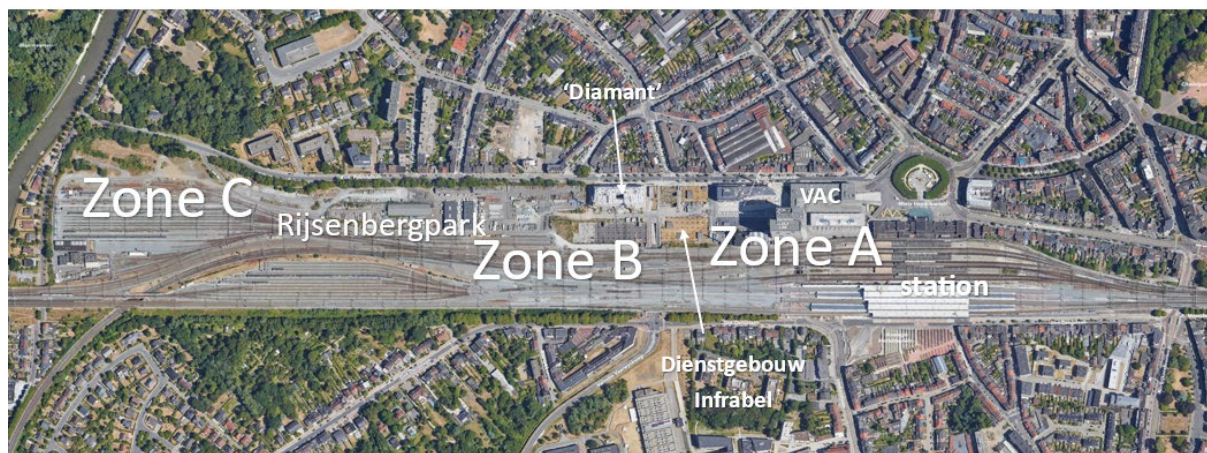 ‘Diamant’
Zone C
VAC
Rijsenbergpark
Zone B
Zone A
station
Dienstgebouw
Infrabel